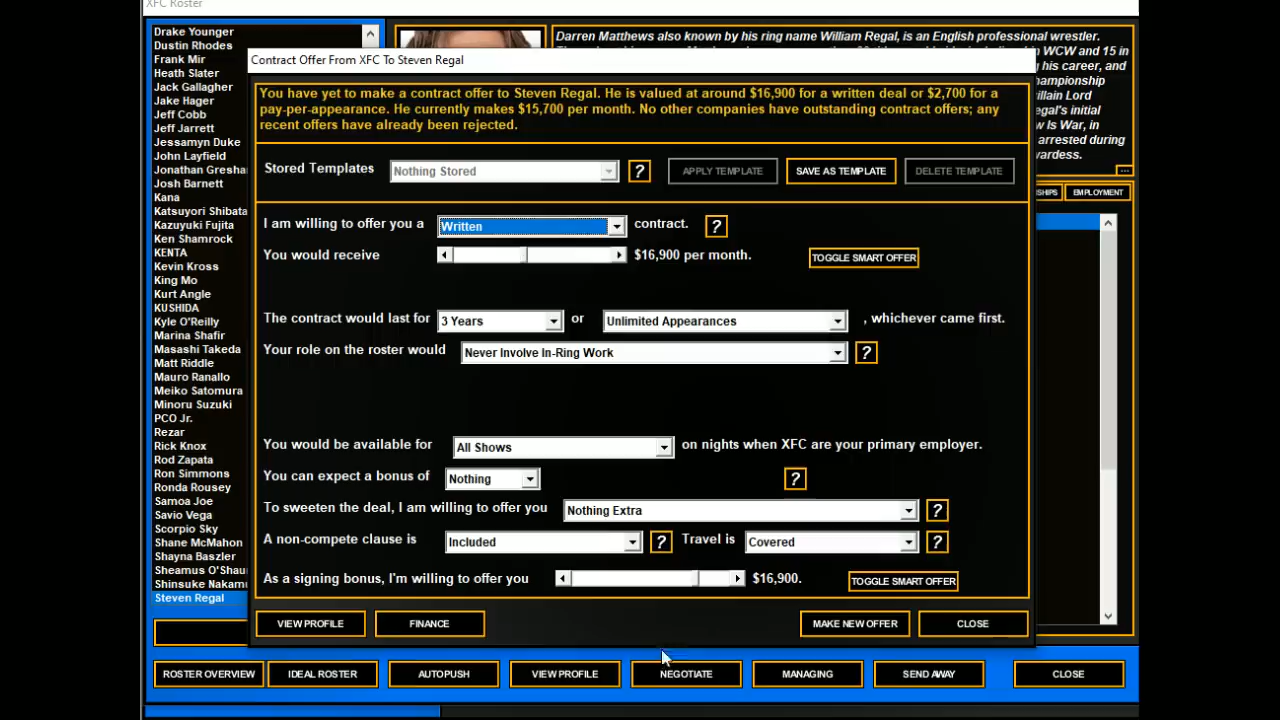 XFC Roster
Drake Younger
Dustin Rhodes
Frank Mir
Heath Slater
Jack Gallagher
Jake Hager
Jeff Cobb
Jeff Jarrett
Jessamyn Duke
John Layfield
Jonathan Gresha
Josh Barnett
Kana
Katsuyori Shibata
Kazuyuki Fujita
Ken Shamrock
KENTA
Kevin Kross
King Mo
Kurt Angle
KUSHIDA
Kyle O'Reilly
Marina Shafir
Masashi Takeda
Matt Riddle
Mauro Ranallo
Meiko Satomura
Minoru Suzuki
PCO Jr.
Rezar
Rick Knox
Rod Zapata
Ron Simmons
Ronda Rousey
Samoa Joe
Savio Vega
Scorpio Sky
Shane McMahon
Shayna Baszler
Sheamus O'Shau
Shinsuke Nakamu
Steven Regal
Darren Matthews also known by his ring name William Regal, is an English professional wrestler.
in WCW and 15 in
his career, and
championship
villain Lord
Regal's initial
w Is War, in
arrested during
wardess.
...
SHIPS
EMPLOYMENT
Contract Offer From XFC To Steven Regal
You have yet to make a contract offer to Steven Regal. He is valued at around $16,900 for a written deal or $2,700 for a
pay-per-appearance. He currently makes $15,700 per month. No other companies have outstanding contract offers; any
recent offers have already been rejected.
Stored Templates Nothing Stored ? APPLY TEMPLATE SAVE AS TEMPLATE DELETE TEMPLATE
I am willing to offer you a Written contract. ?
You would receive $16,900 per month. TOGGLE SMART OFFER
The contract would last for 3 Years or Unlimited Appearances , whichever came first.
Your role on the roster would Never Involve In-Ring Work ?
You would be available for All Shows on nights when XFC are your primary employer.
You can expect a bonus of Nothing ?
To sweeten the deal, I am willing to offer you Nothing Extra ?
A non-compete clause is Included ? Travel is Covered ?
As a signing bonus, I'm willing to offer you $16,900. TOGGLE SMART OFFER
VIEW PROFILE FINANCE MAKE NEW OFFER CLOSE
ROSTER OVERVIEW IDEAL ROSTER AUTOPUSH VIEW PROFILE NEGOTIATE MANAGING SEND AWAY CLOSE